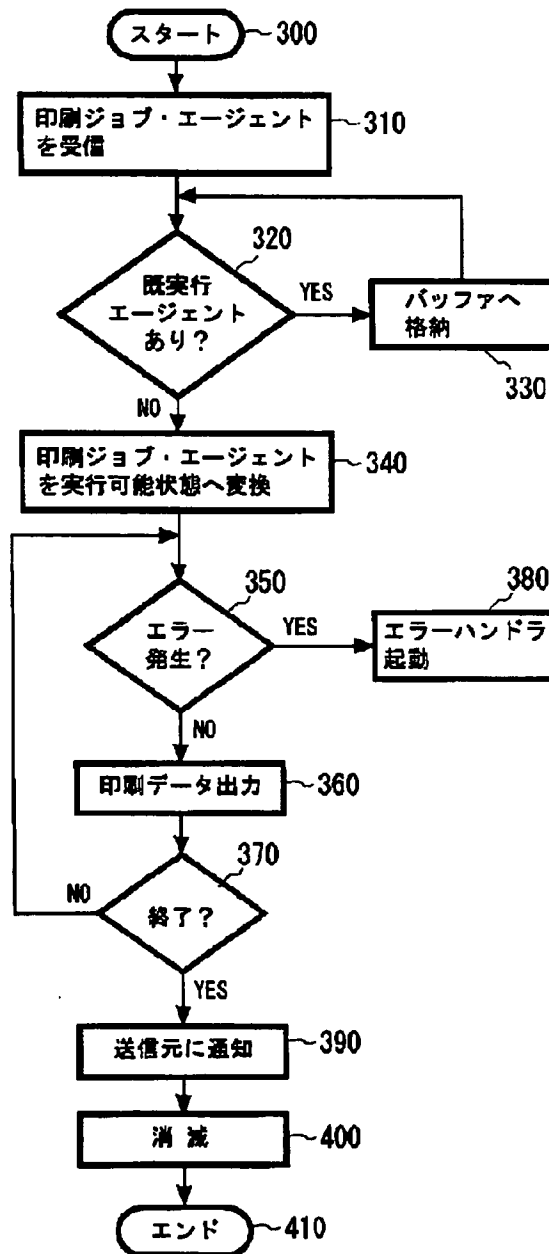 スタート
300
印刷ジョブ・エージェント
を受信
310
320
既実行
エージェント
あり？
YES
バッファへ
格納
330
NO
印刷ジョブ・エージェント
を実行可能状態へ変換
340
350
エラー
発生？
YES
380
エラーハンドラ
起動
NO
印刷データ出力
360
370
終了？
NO
YES
送信元に通知
390
消滅
400
エンド
410